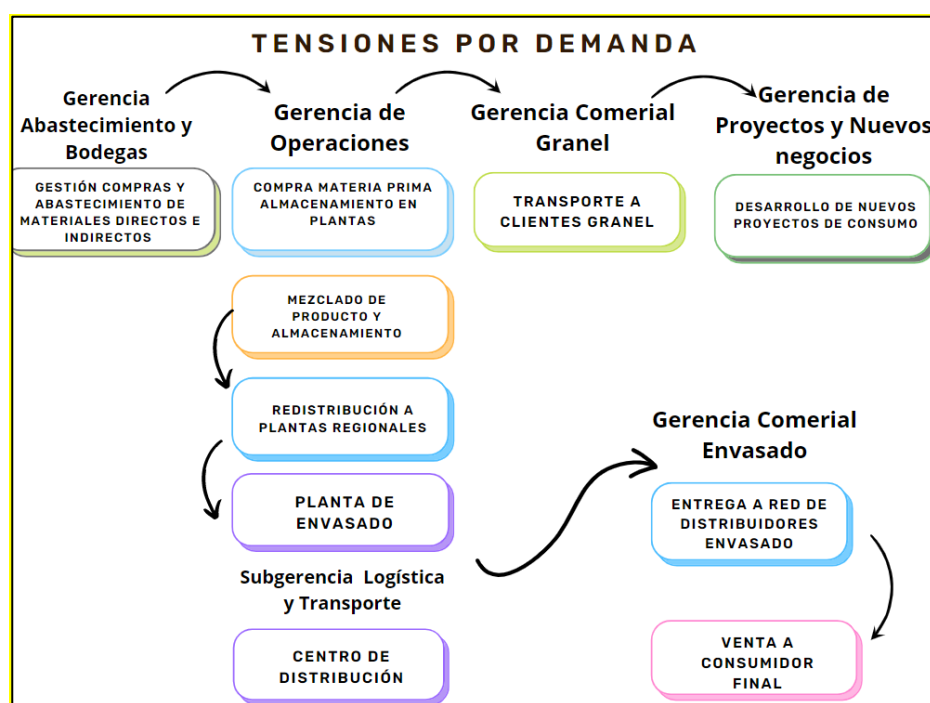 TENSIONES POR DEMANDA
Gerencia
Abastecimiento y
Bodegas
GESTIÓN COMPRAS Y
ABASTECIMIENTO DE
MATERIALES DIRECTOS E
INDIRECTOS
Gerencia de
Operaciones
COMPRA MATERIA PRIMA
ALMACENAMIENTO EN
PLANTAS
MEZCLADO DE
PRODUCTO Y
ALMACENAMIENTO
REDISTRIBUCIÓN A
PLANTAS REGIONALES
PLANTA DE
ENVASADO
Subgerencia Logística
y Transporte
CENTRO DE
DISTRIBUCIÓN
Gerencia Comerial
Granel
TRANSPORTE A
CLIENTES GRANEL
Gerencia de
Proyectos y Nuevos
negocios
DESARROLLO DE NUEVOS
PROYECTOS DE CONSUMO
Gerencia Comerial
Envasado
ENTREGA A RED DE
DISTRIBUIDORES
ENVASADO
VENTA A
CONSUMIDOR
FINAL